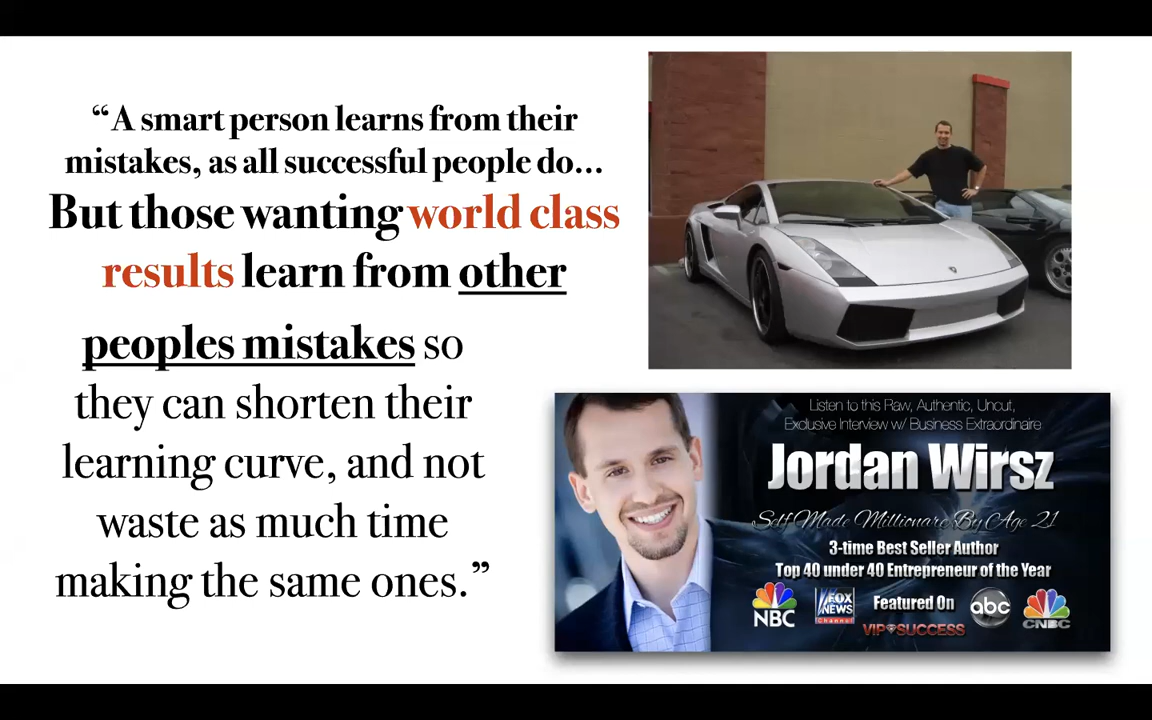 “A smart person learns from their
mistakes, as all successful people do...
But those wanting world class
results learn from other
peoples mistakes so
they can shorten their
learning curve, and not
waste as much time
making the same ones.”
Listen to this Raw, Authentic, Uncut,
Exclusive Interview w/ Business Extraordinaire
Jordan Wirsz
Self Made Millionare By Age 21
3-time Best Seller Author
Top 40 under 40 Entrepreneur of the Year
NBC
FOX
NEWS
Channel
Featured On
VIP SUCCESS
abc
CNBC